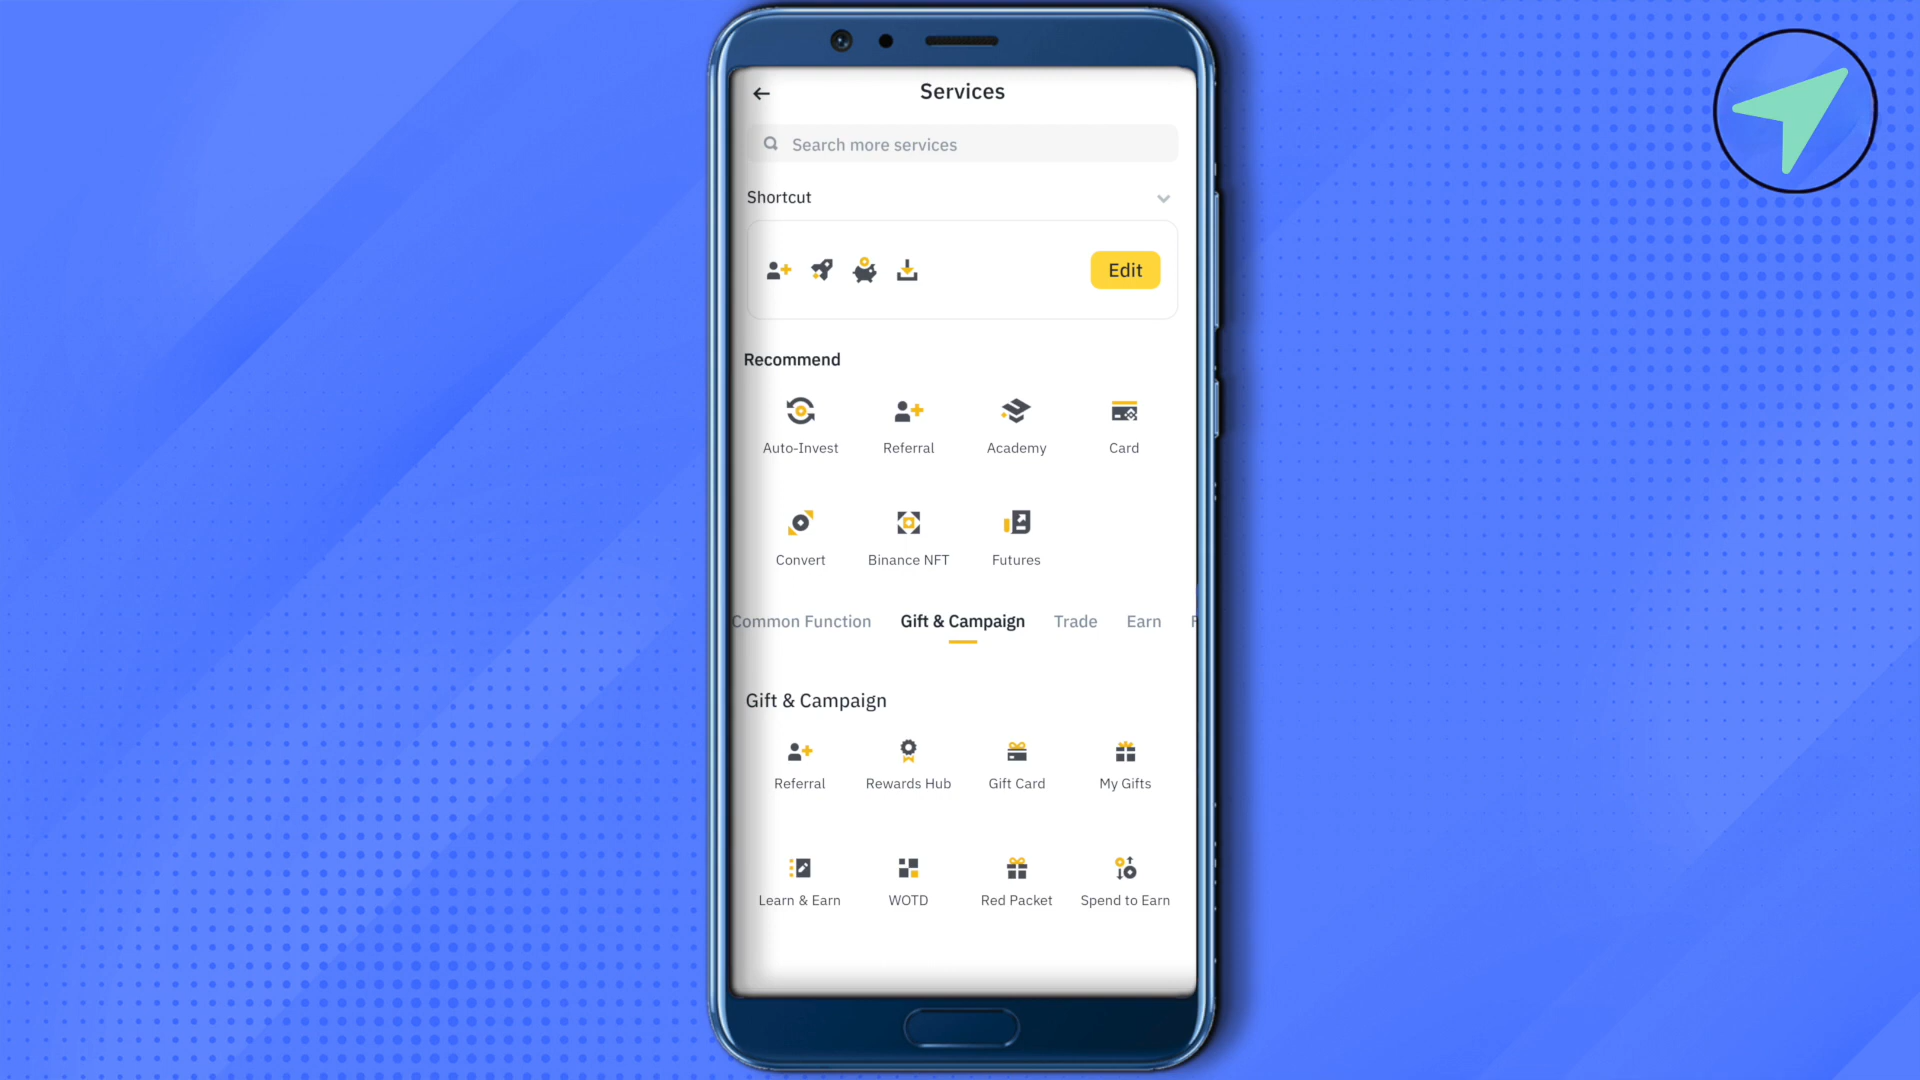 Services
Search more services
Shortcut
Edit
Recommend
Auto-Invest Referral Academy Card
Convert Binance NFT Futures
Common Function Gift & Campaign Trade Earn
Gift & Campaign
Referral Rewards Hub Gift Card My Gifts
Learn & Earn WOTD Red Packet Spend to Earn